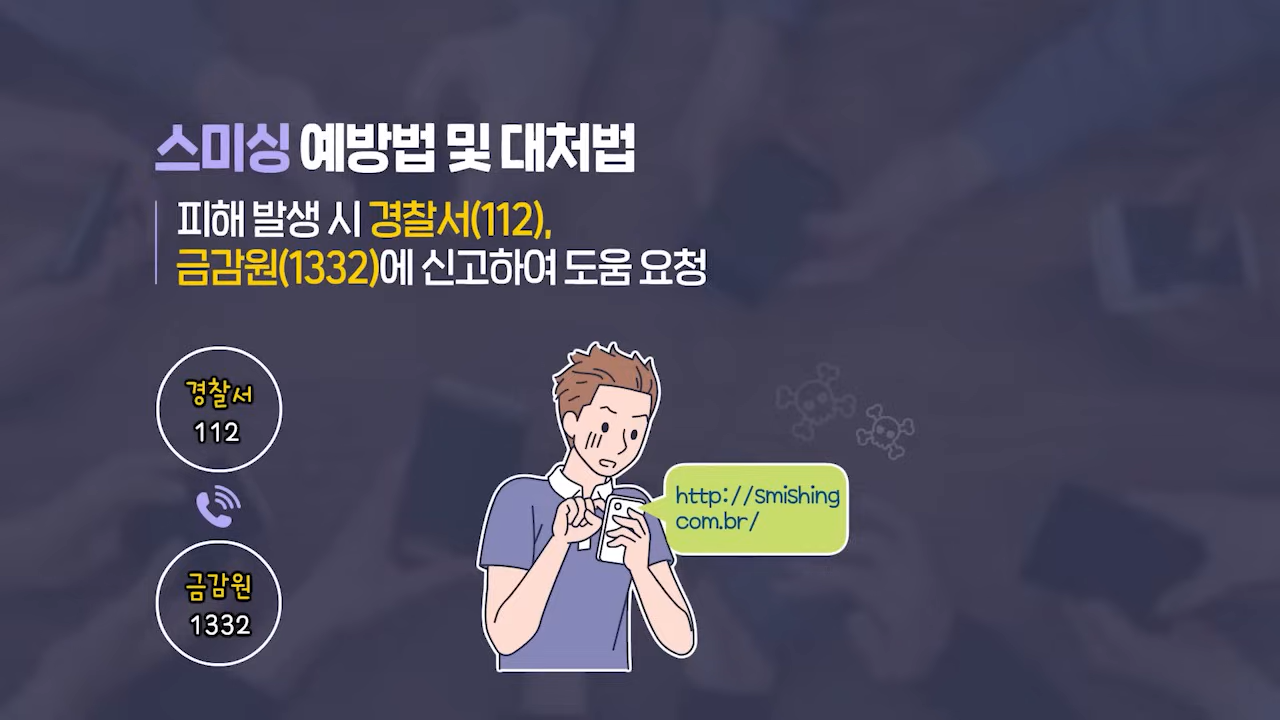 스미싱 예방법 및 대처법
피해 발생 시 경찰서(112),
금감원(1332)에 신고하여 도움 요청
경찰서
112
http://smishing
com.br/
금감원
1332